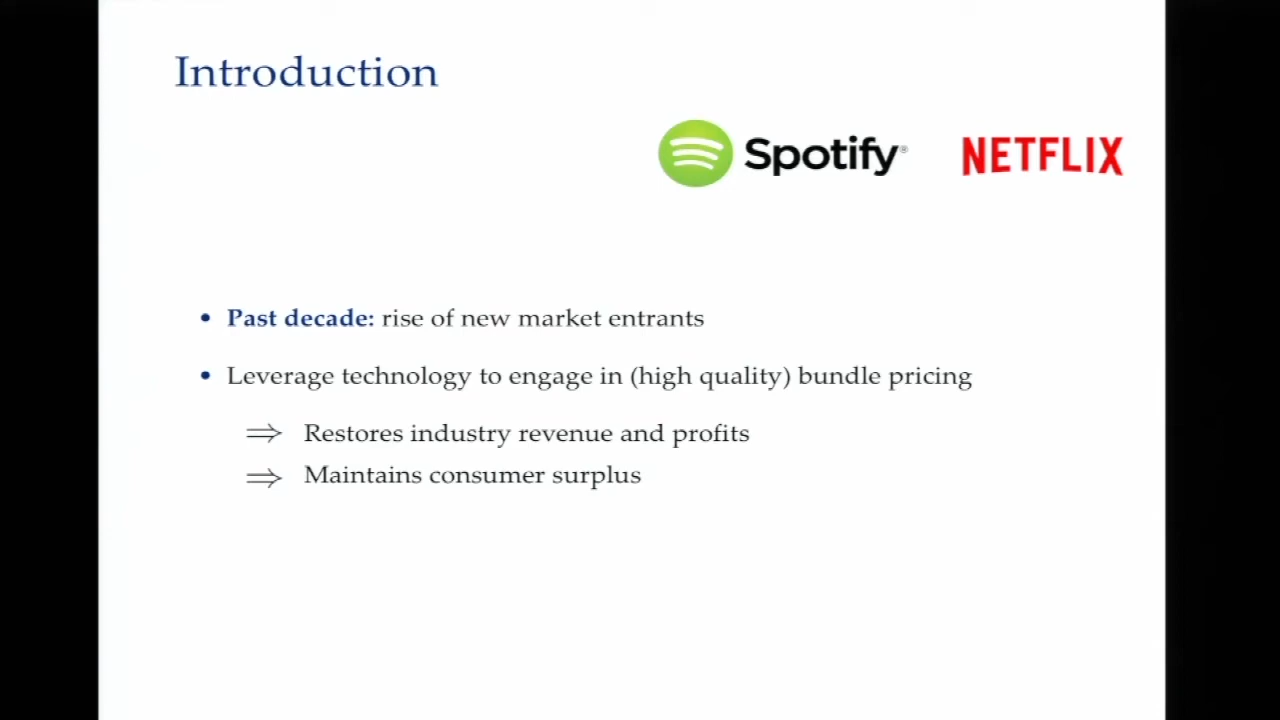 Introduction
Spotify® NETFLIX
• Past decade: rise of new market entrants
• Leverage technology to engage in (high quality) bundle pricing
⟹ Restores industry revenue and profits
⟹ Maintains consumer surplus